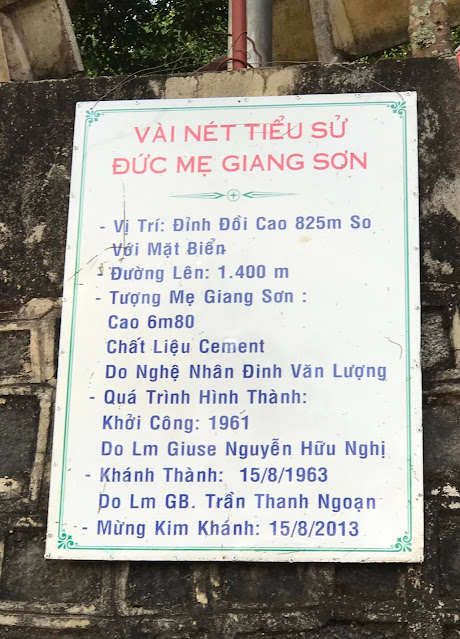 VÀI NÉT TIỂU SỬ
ĐỨC MẸ GIANG SƠN
- Vị Trí: Đỉnh Đồi Cao 825m So
Với Mặt Biển
- Đường Lên: 1.400 m
- Tượng Mẹ Giang Sơn :
Cao 6m80
Chất Liệu Cement
Do Nghệ Nhân Đinh Văn Lượng
- Quá Trình Hình Thành:
Khởi Công: 1961
Do Lm Giuse Nguyễn Hữu Nghị
- Khánh Thành: 15/8/1963
Do Lm GB. Trần Thanh Ngoạn
- Mừng Kim Khánh: 15/8/2013